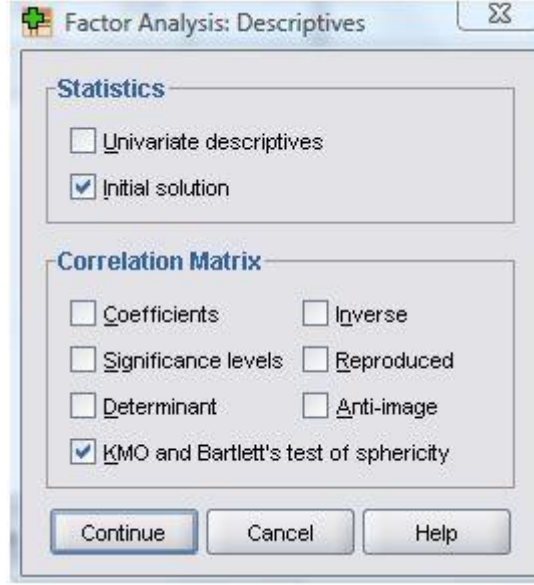 Factor Analysis: Descriptives
Statistics
Univariate descriptives
Initial solution
Correlation Matrix
Coefficients Inverse
Significance levels Reproduced
Determinant Anti-image
KMO and Bartlett's test of sphericity
Continue Cancel Help